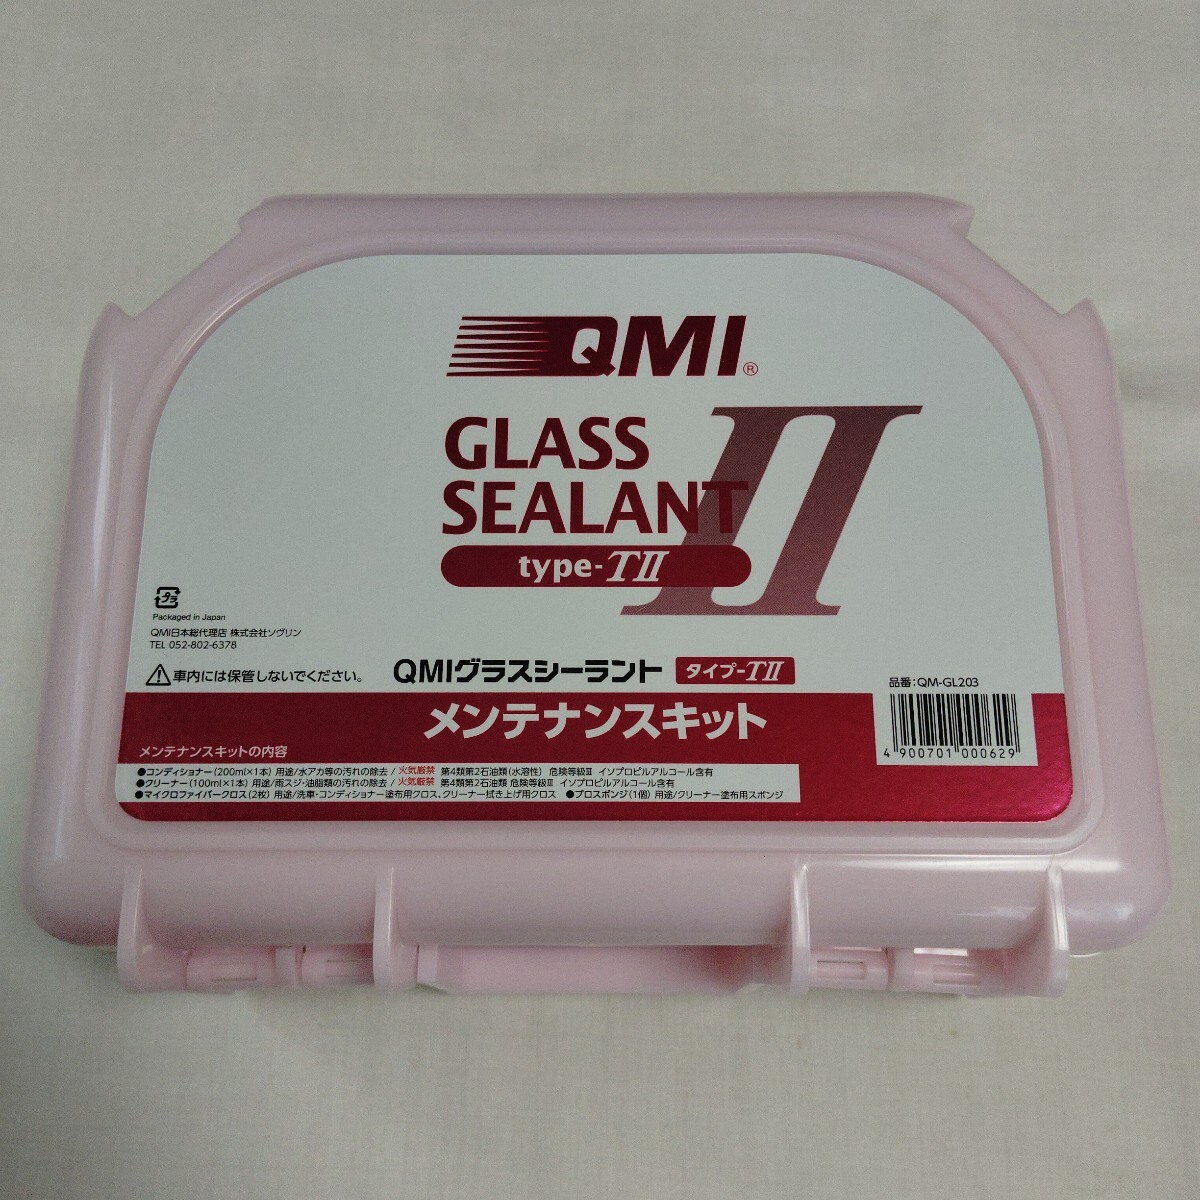 QMI®
GLASS
SEALANT II
type-TII
プラ
Packaged in Japan
QMI日本総代理店 株式会社ソヴリン
TEL 052-802-6378
⚠車内には保管しないでください。
QMIグラスシーラント タイプ-TII
メンテナンスキット
品番:QM-GL203
4 900701 000629
メンテナンスキットの内容
●コンディショナー(200ml×1本) 用途/水アカ等の汚れの除去 / 火気厳禁 第4類第2石油類(水溶性) 危険等級Ⅲ イソプロピルアルコール含有
●クリーナー(100ml×1本) 用途/雨スジ・油脂類の汚れの除去 / 火気厳禁 第4類第2石油類 危険等級Ⅲ イソプロピルアルコール含有
●マイクロファイバークロス(2枚) 用途/洗車・コンディショナー塗布用クロス、クリーナー拭き上げ用クロス ●プロスポンジ(1個) 用途/クリーナー塗布用スポンジ